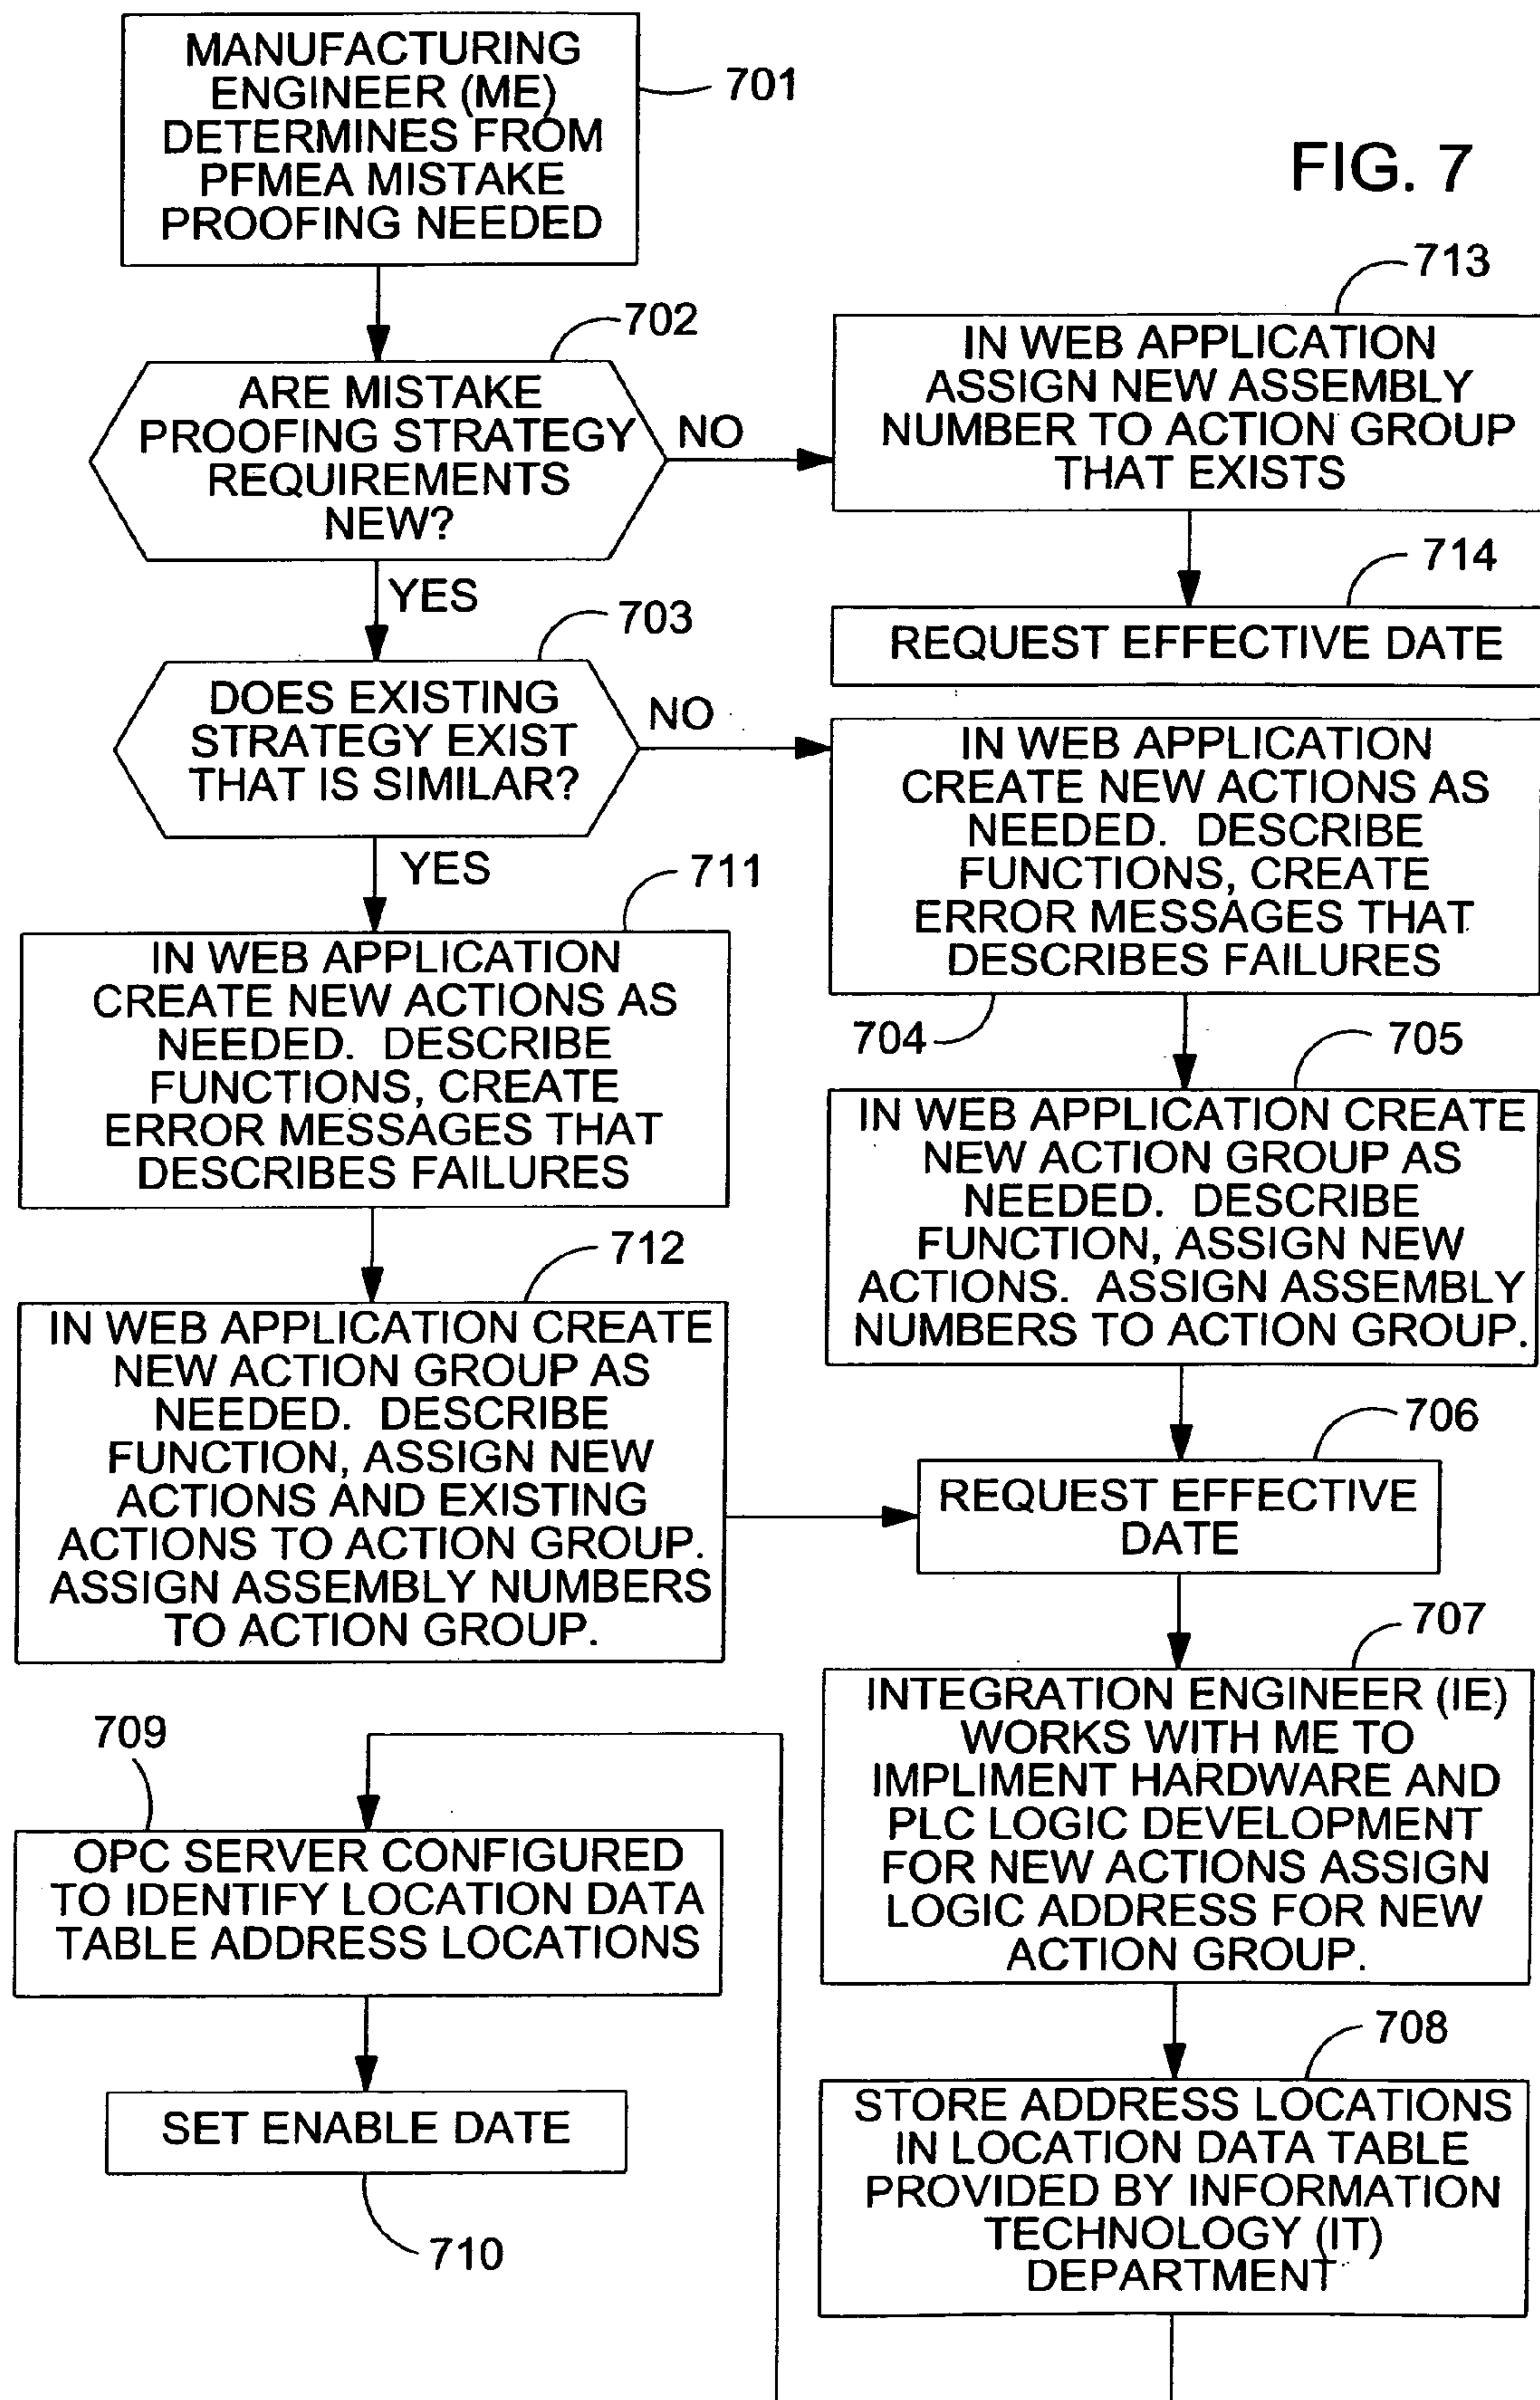 MANUFACTURING
ENGINEER (ME)
DETERMINES FROM
PFMEA MISTAKE
PROOFING NEEDED
701
FIG. 7
702
ARE MISTAKE
PROOFING STRATEGY
REQUIREMENTS
NEW?
NO
YES
713
IN WEB APPLICATION
ASSIGN NEW ASSEMBLY
NUMBER TO ACTION GROUP
THAT EXISTS
714
REQUEST EFFECTIVE DATE
703
DOES EXISTING
STRATEGY EXIST
THAT IS SIMILAR?
NO
YES
IN WEB APPLICATION
CREATE NEW ACTIONS AS
NEEDED. DESCRIBE
FUNCTIONS, CREATE
ERROR MESSAGES THAT
DESCRIBES FAILURES
704
711
IN WEB APPLICATION
CREATE NEW ACTIONS AS
NEEDED. DESCRIBE
FUNCTIONS, CREATE
ERROR MESSAGES THAT
DESCRIBES FAILURES
705
IN WEB APPLICATION CREATE
NEW ACTION GROUP AS
NEEDED. DESCRIBE
FUNCTION, ASSIGN NEW
ACTIONS. ASSIGN ASSEMBLY
NUMBERS TO ACTION GROUP.
712
IN WEB APPLICATION CREATE
NEW ACTION GROUP AS
NEEDED. DESCRIBE
FUNCTION, ASSIGN NEW
ACTIONS AND EXISTING
ACTIONS TO ACTION GROUP.
ASSIGN ASSEMBLY NUMBERS
TO ACTION GROUP.
706
REQUEST EFFECTIVE
DATE
707
INTEGRATION ENGINEER (IE)
WORKS WITH ME TO
IMPLIMENT HARDWARE AND
PLC LOGIC DEVELOPMENT
FOR NEW ACTIONS ASSIGN
LOGIC ADDRESS FOR NEW
ACTION GROUP.
708
STORE ADDRESS LOCATIONS
IN LOCATION DATA TABLE
PROVIDED BY INFORMATION
TECHNOLOGY (IT)
DEPARTMENT
709
OPC SERVER CONFIGURED
TO IDENTIFY LOCATION DATA
TABLE ADDRESS LOCATIONS
SET ENABLE DATE
710